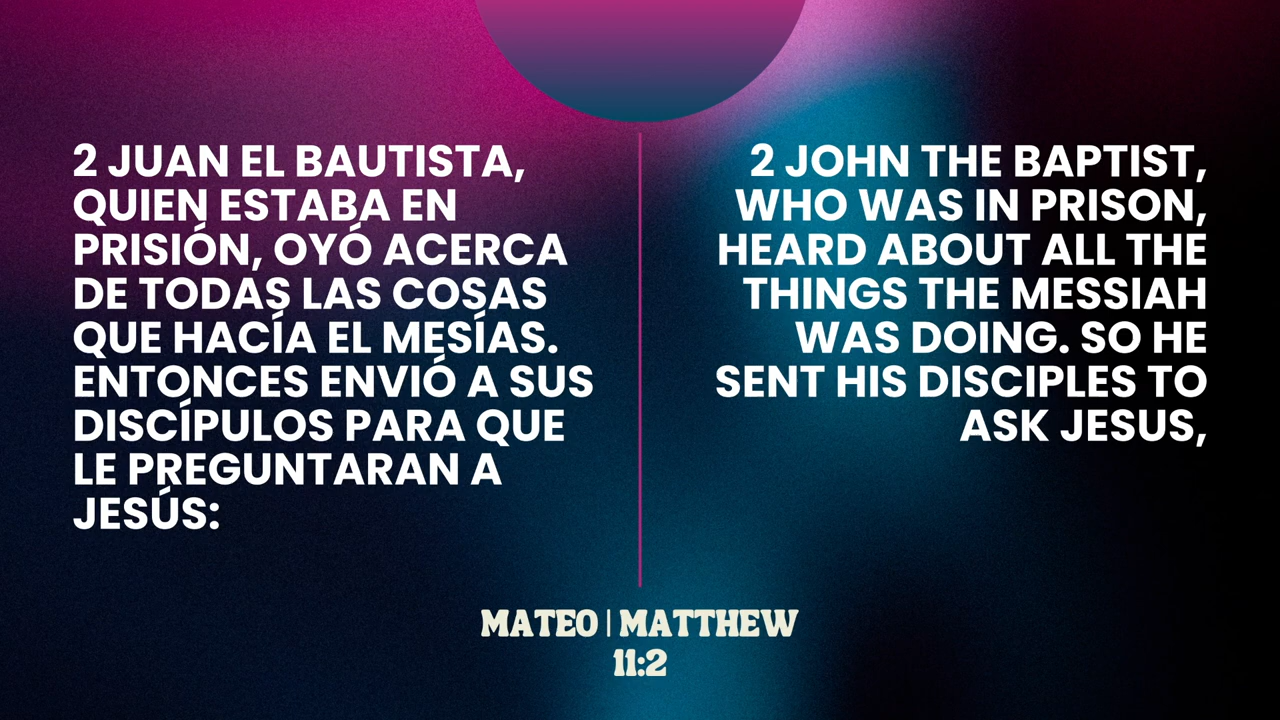 2 JUAN EL BAUTISTA,
QUIEN ESTABA EN
PRISIÓN, OYÓ ACERCA
DE TODAS LAS COSAS
QUE HACÍA EL MESÍAS.
ENTONCES ENVIÓ A SUS
DISCÍPULOS PARA QUE
LE PREGUNTARAN A
JESÚS:
2 JOHN THE BAPTIST,
WHO WAS IN PRISON,
HEARD ABOUT ALL THE
THINGS THE MESSIAH
WAS DOING. SO HE
SENT HIS DISCIPLES TO
ASK JESUS,
MATEO | MATTHEW
11:2